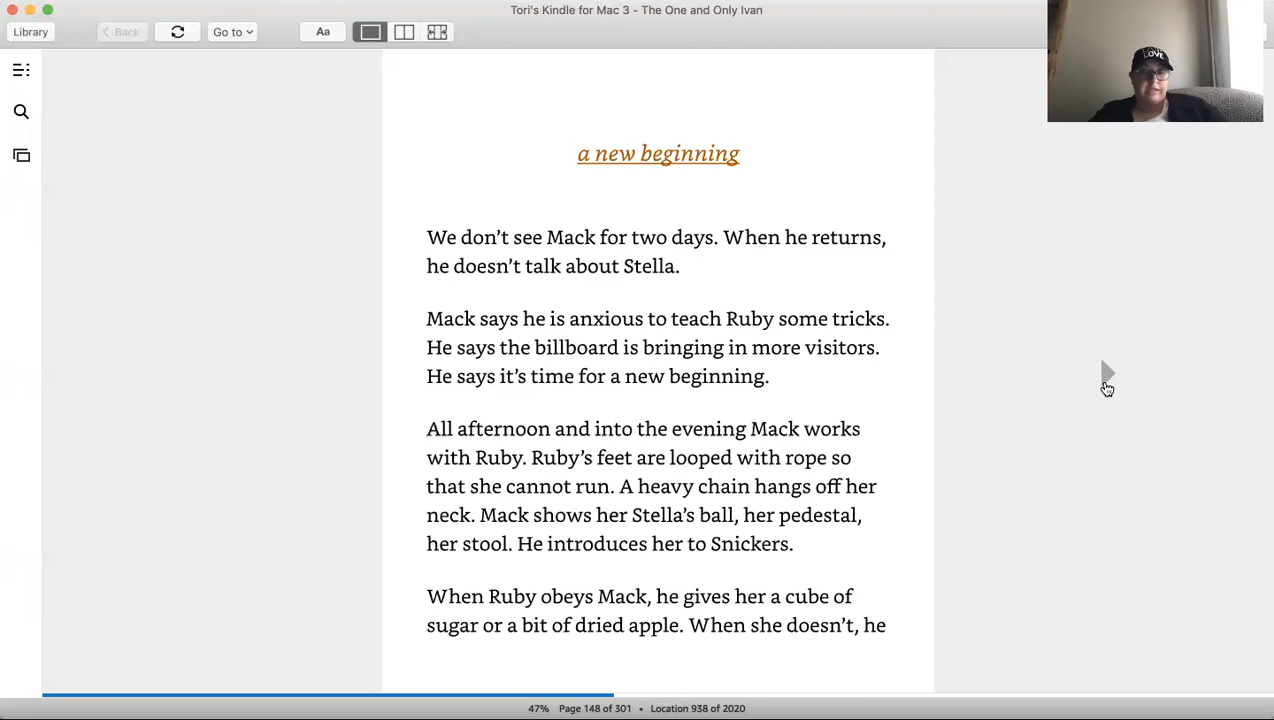 Tori's Kindle for Mac 3 - The One and Only Ivan
Library
Back
Go to
Aa
LOVE
a new beginning
We don't see Mack for two days. When he returns,
he doesn't talk about Stella.
Mack says he is anxious to teach Ruby some tricks.
He says the billboard is bringing in more visitors.
He says it's time for a new beginning.
All afternoon and into the evening Mack works
with Ruby. Ruby's feet are looped with rope so
that she cannot run. A heavy chain hangs off her
neck. Mack shows her Stella's ball, her pedestal,
her stool. He introduces her to Snickers.
When Ruby obeys Mack, he gives her a cube of
sugar or a bit of dried apple. When she doesn't, he
47% Page 148 of 301 • Location 938 of 2020